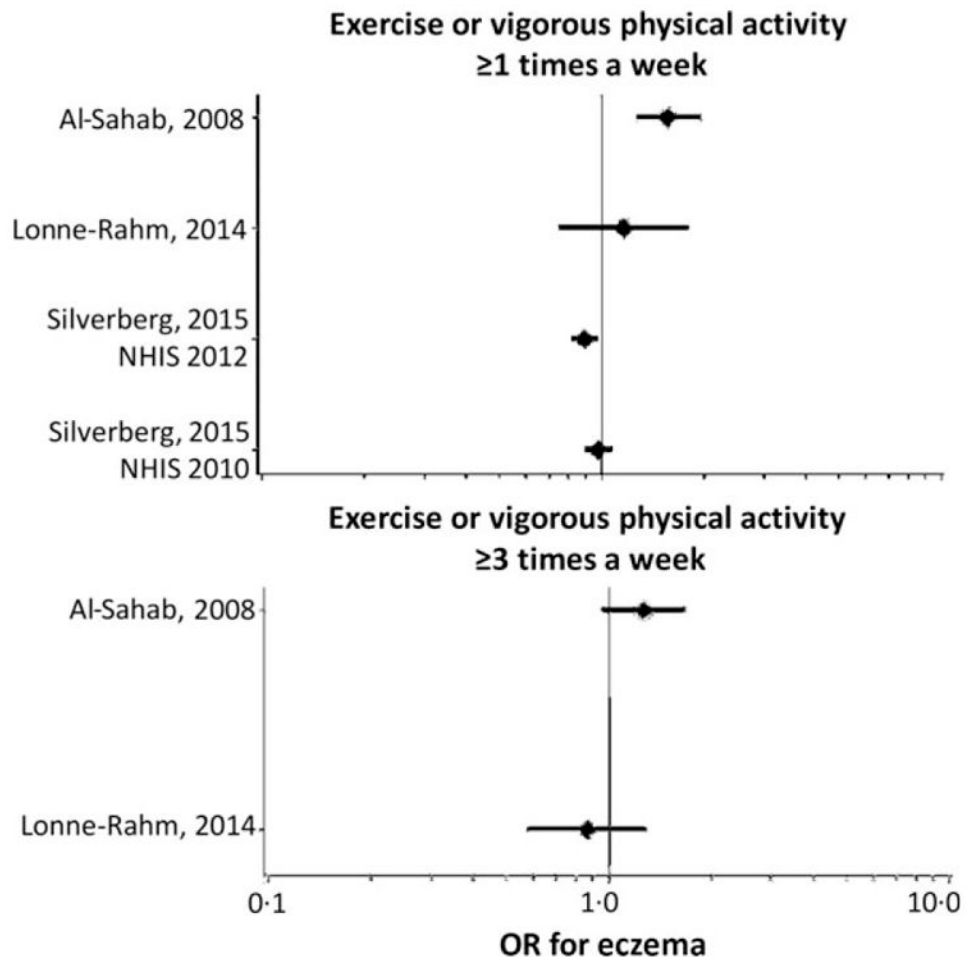 Exercise or vigorous physical activity
≥1 times a week
Al-Sahab, 2008
Lonne-Rahm, 2014
Silverberg, 2015
NHIS 2012
Silverberg, 2015
NHIS 2010
Exercise or vigorous physical activity
≥3 times a week
Al-Sahab, 2008
Lonne-Rahm, 2014
0·1 1·0 10·0
OR for eczema